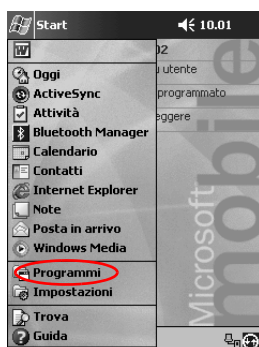 Start 10.01
02
Oggi
utente
ActiveSync
programmato
Attività
eggere
Bluetooth Manager
Calendario
Contatti
Internet Explorer
Note
Posta in arrivo
Windows Media
Programmi
Impostazioni
Trova
Guida
Microsoft
mobile